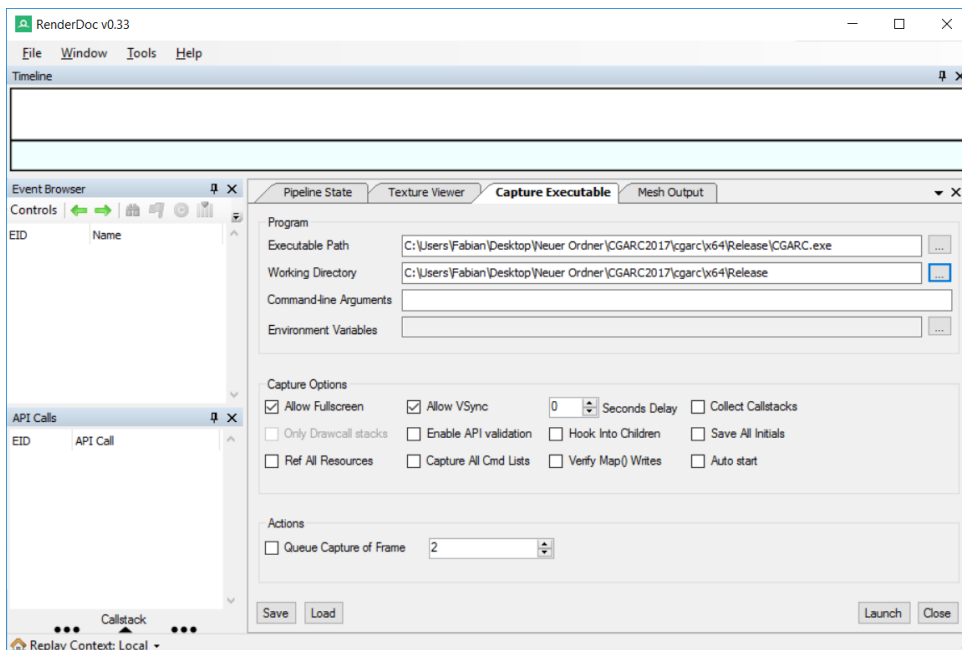 RenderDoc v0.33
File Window Tools Help
Timeline
Event Browser
Controls
EID Name
API Calls
EID API Call
Callstack
Pipeline State Texture Viewer Capture Executable Mesh Output
Program
Executable Path C:\Users\Fabian\Desktop\Neuer Ordner\CGARC2017\cgarc\x64\Release\CGARC.exe ...
Working Directory C:\Users\Fabian\Desktop\Neuer Ordner\CGARC2017\cgarc\x64\Release ...
Command-line Arguments
Environment Variables ...
Capture Options
Allow Fullscreen Allow VSync 0 Seconds Delay Collect Callstacks
Only Drawcall stacks Enable API validation Hook Into Children Save All Initials
Ref All Resources Capture All Cmd Lists Verify Map() Writes Auto start
Actions
Queue Capture of Frame 2
Save Load Launch Close
Replay Context: Local